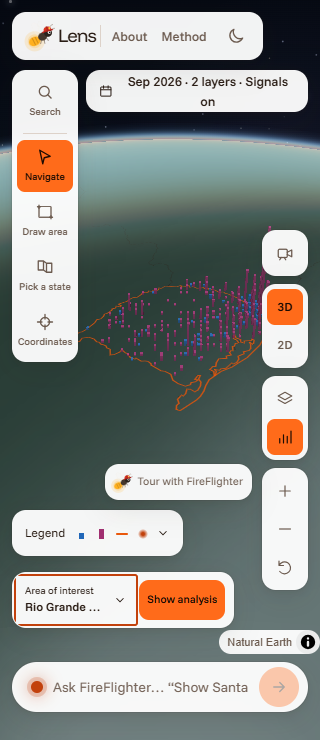 Lens
About
Method
Sep 2026 · 2 layers · Signals
on
Search
Navigate
Draw area
Pick a state
Coordinates
3D
2D
Tour with FireFlighter
Legend
Area of interest
Rio Grande ...
Show analysis
Natural Earth
Ask FireFlighter... “Show Santa